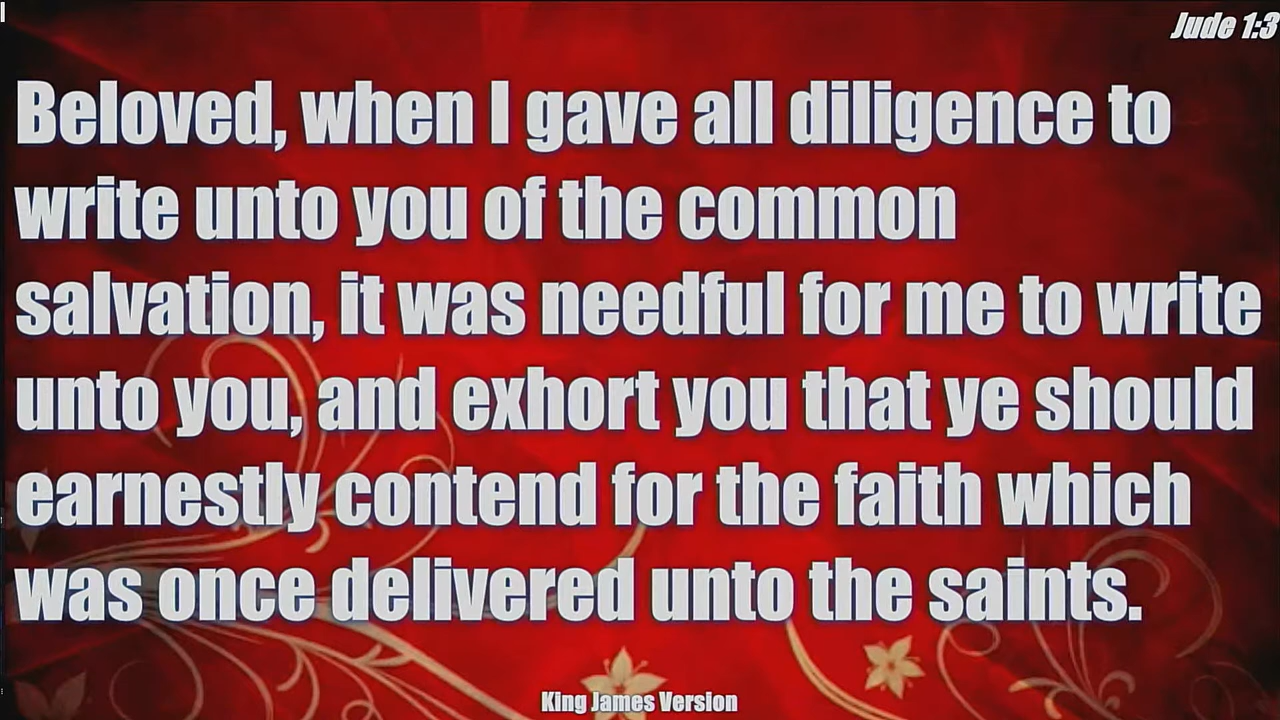 Jude 1:3
Beloved, when I gave all diligence to
write unto you of the common
salvation, it was needful for me to write
unto you, and exhort you that ye should
earnestly contend for the faith which
was once delivered unto the saints.
King James Version